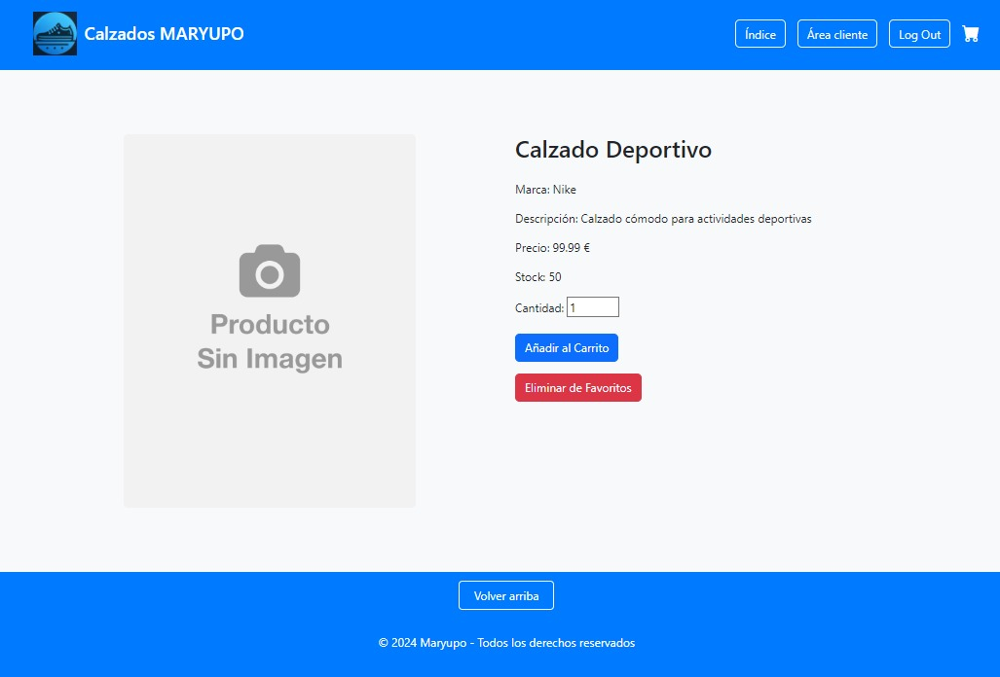 Calzados MARYUPO
Índice
Área cliente
Log Out
Producto
Sin Imagen
Calzado Deportivo
Marca: Nike
Descripción: Calzado cómodo para actividades deportivas
Precio: 99.99 €
Stock: 50
Cantidad: 1
Añadir al Carrito
Eliminar de Favoritos
Volver arriba
© 2024 Maryupo - Todos los derechos reservados